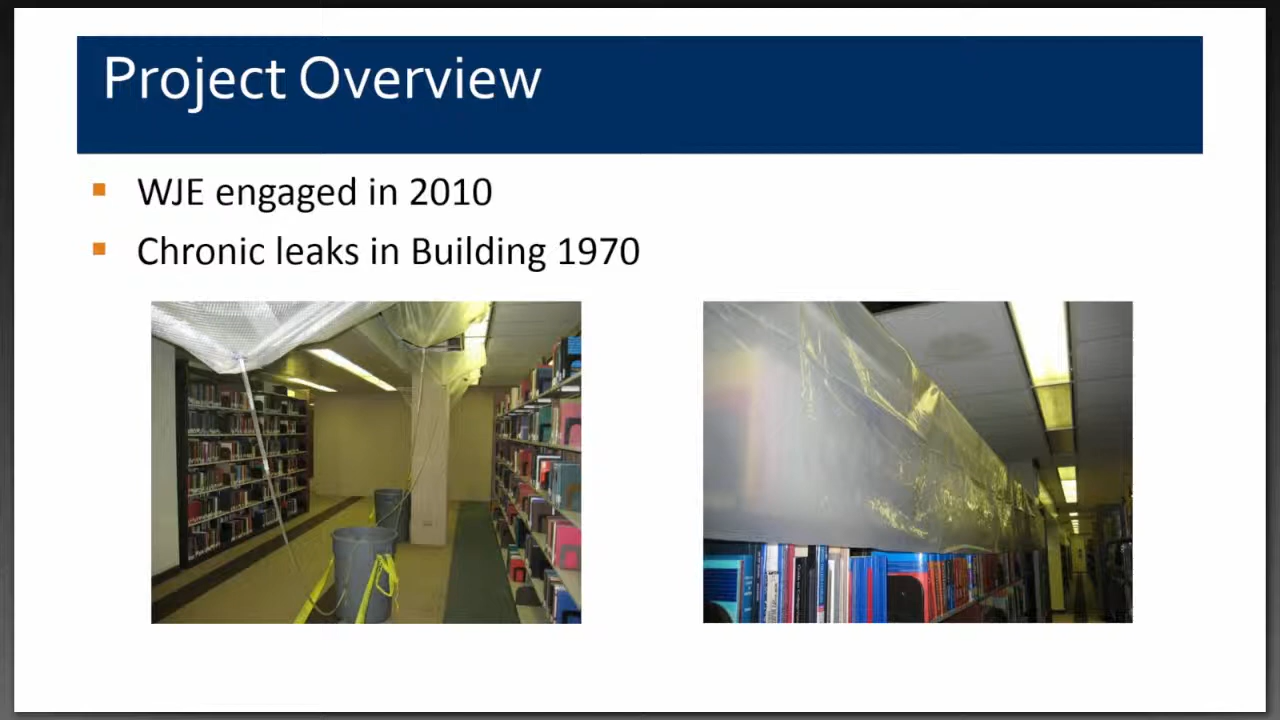 Project Overview
WJE engaged in 2010
Chronic leaks in Building 1970